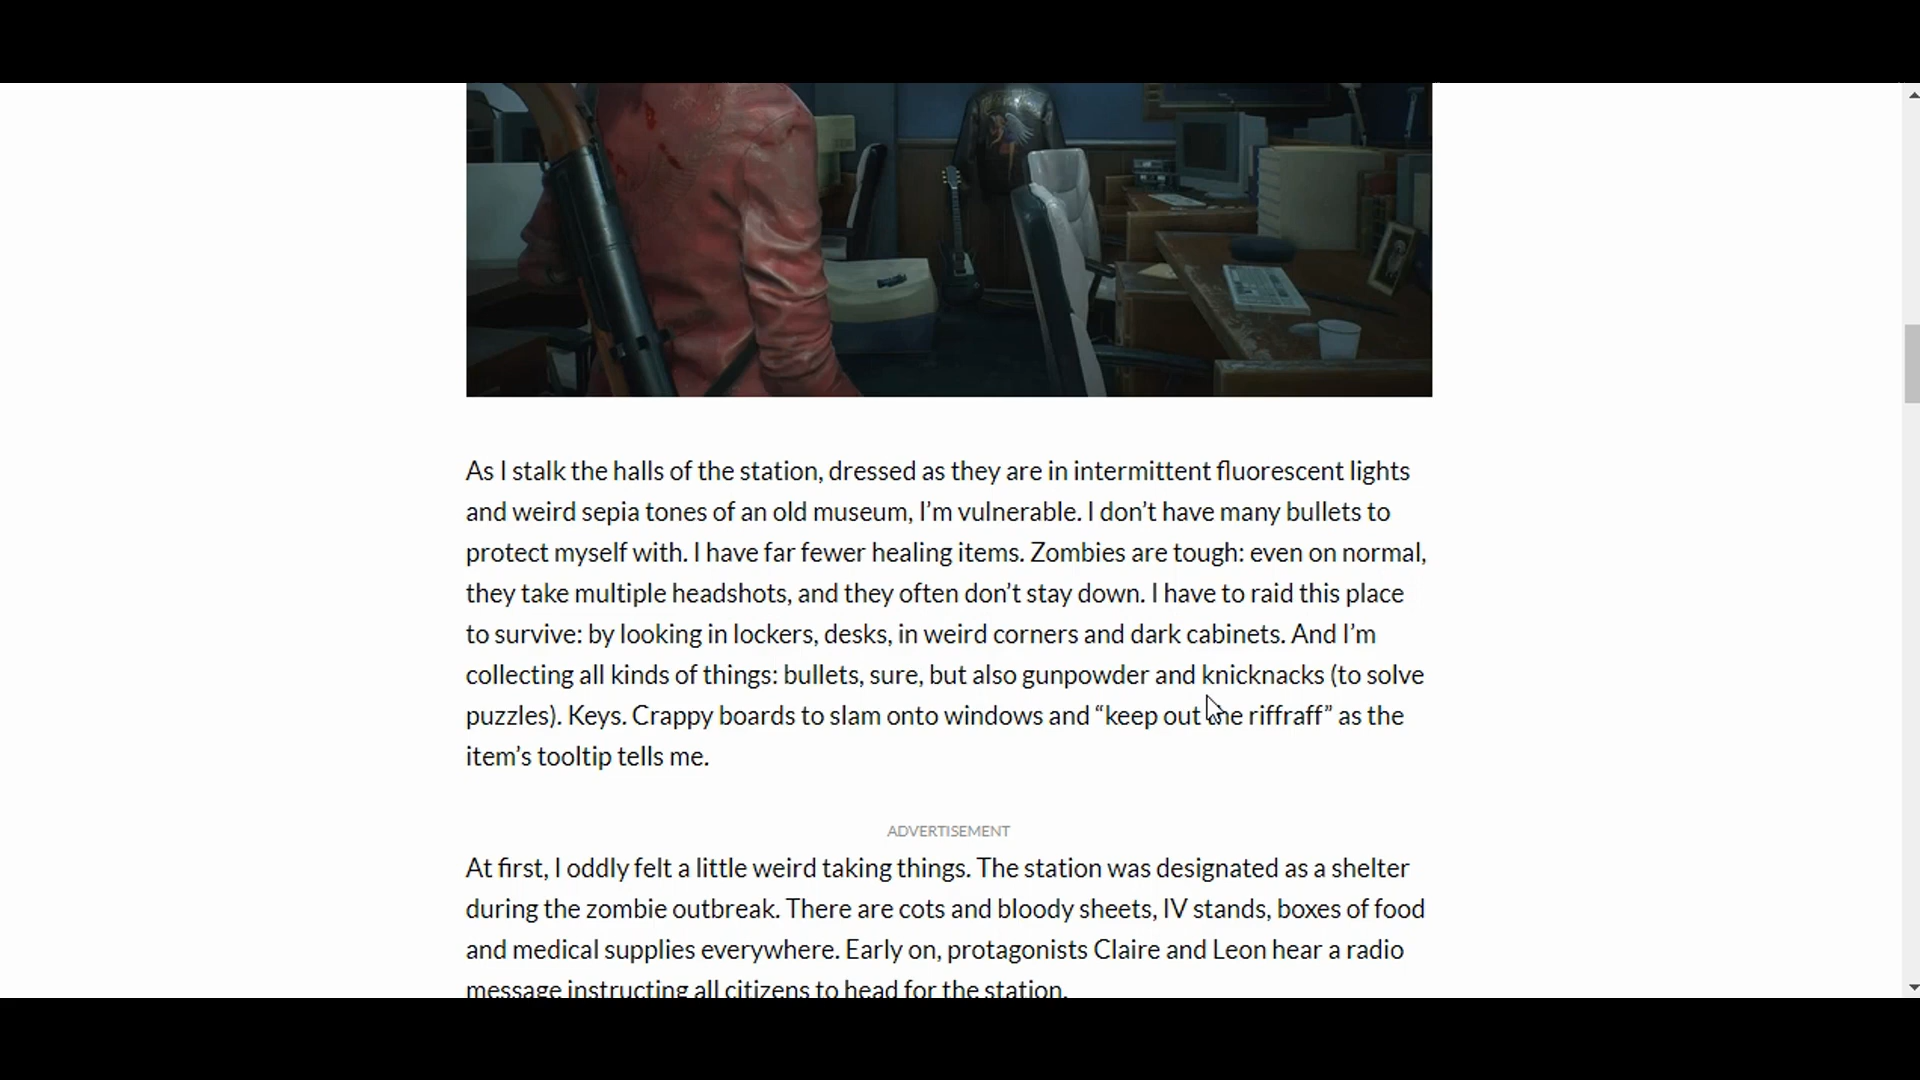 As I stalk the halls of the station, dressed as they are in intermittent fluorescent lights
and weird sepia tones of an old museum, I’m vulnerable. I don’t have many bullets to
protect myself with. I have far fewer healing items. Zombies are tough: even on normal,
they take multiple headshots, and they often don’t stay down. I have to raid this place
to survive: by looking in lockers, desks, in weird corners and dark cabinets. And I’m
collecting all kinds of things: bullets, sure, but also gunpowder and knicknacks (to solve
puzzles). Keys. Crappy boards to slam onto windows and “keep out the riffraff” as the
item’s tooltip tells me.
ADVERTISEMENT
At first, I oddly felt a little weird taking things. The station was designated as a shelter
during the zombie outbreak. There are cots and bloody sheets, IV stands, boxes of food
and medical supplies everywhere. Early on, protagonists Claire and Leon hear a radio
message instructing all citizens to head for the station.